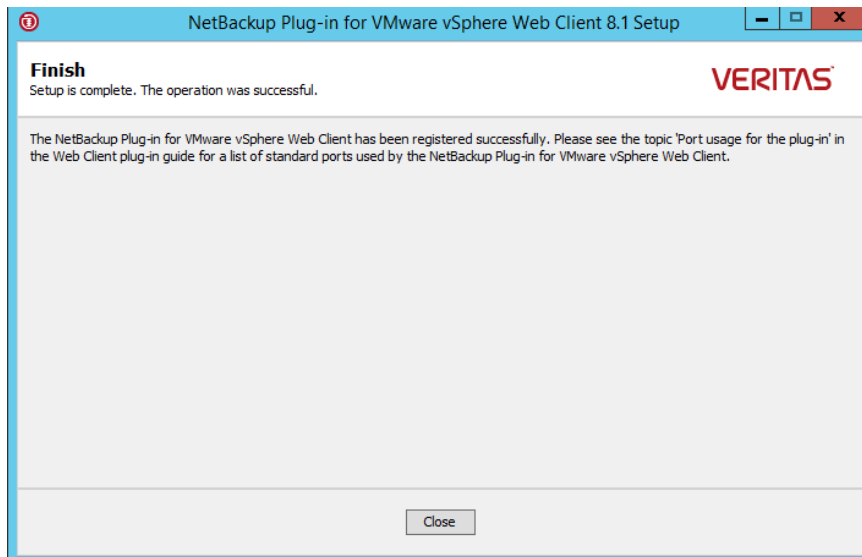 NetBackup Plug-in for VMware vSphere Web Client 8.1 Setup
Finish
Setup is complete. The operation was successful.
VERITAS
The NetBackup Plug-in for VMware vSphere Web Client has been registered successfully. Please see the topic 'Port usage for the plug-in' in
the Web Client plug-in guide for a list of standard ports used by the NetBackup Plug-in for VMware vSphere Web Client.
Close